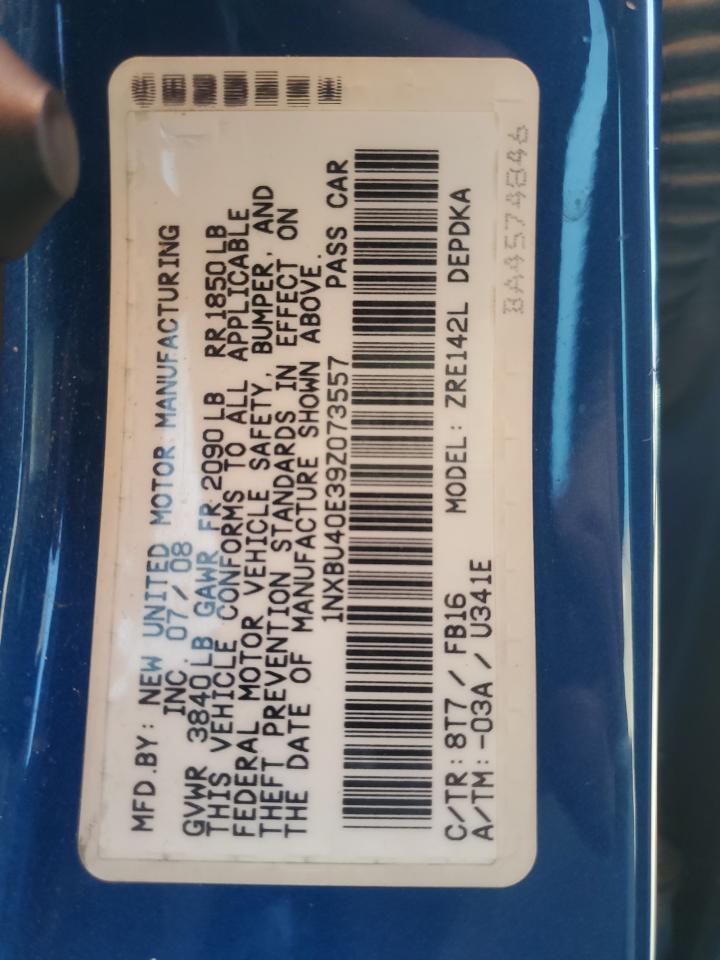 MFD.BY: NEW UNITED MOTOR MANUFACTURING
INC. 07/08
GVWR 3840LB GAWR FR 2090LB RR1850LB
THIS VEHICLE CONFORMS TO ALL APPLICABLE
FEDERAL MOTOR VEHICLE SAFETY, BUMPER, AND
THEFT PREVENTION STANDARDS IN EFFECT ON
THE DATE OF MANUFACTURE SHOWN ABOVE.
1NXBU40E39Z073557 PASS CAR
C/TR: 8T7/FB16 MODEL: ZRE142L DEPDKA
A/TM: -03A/U341E
BA4574846